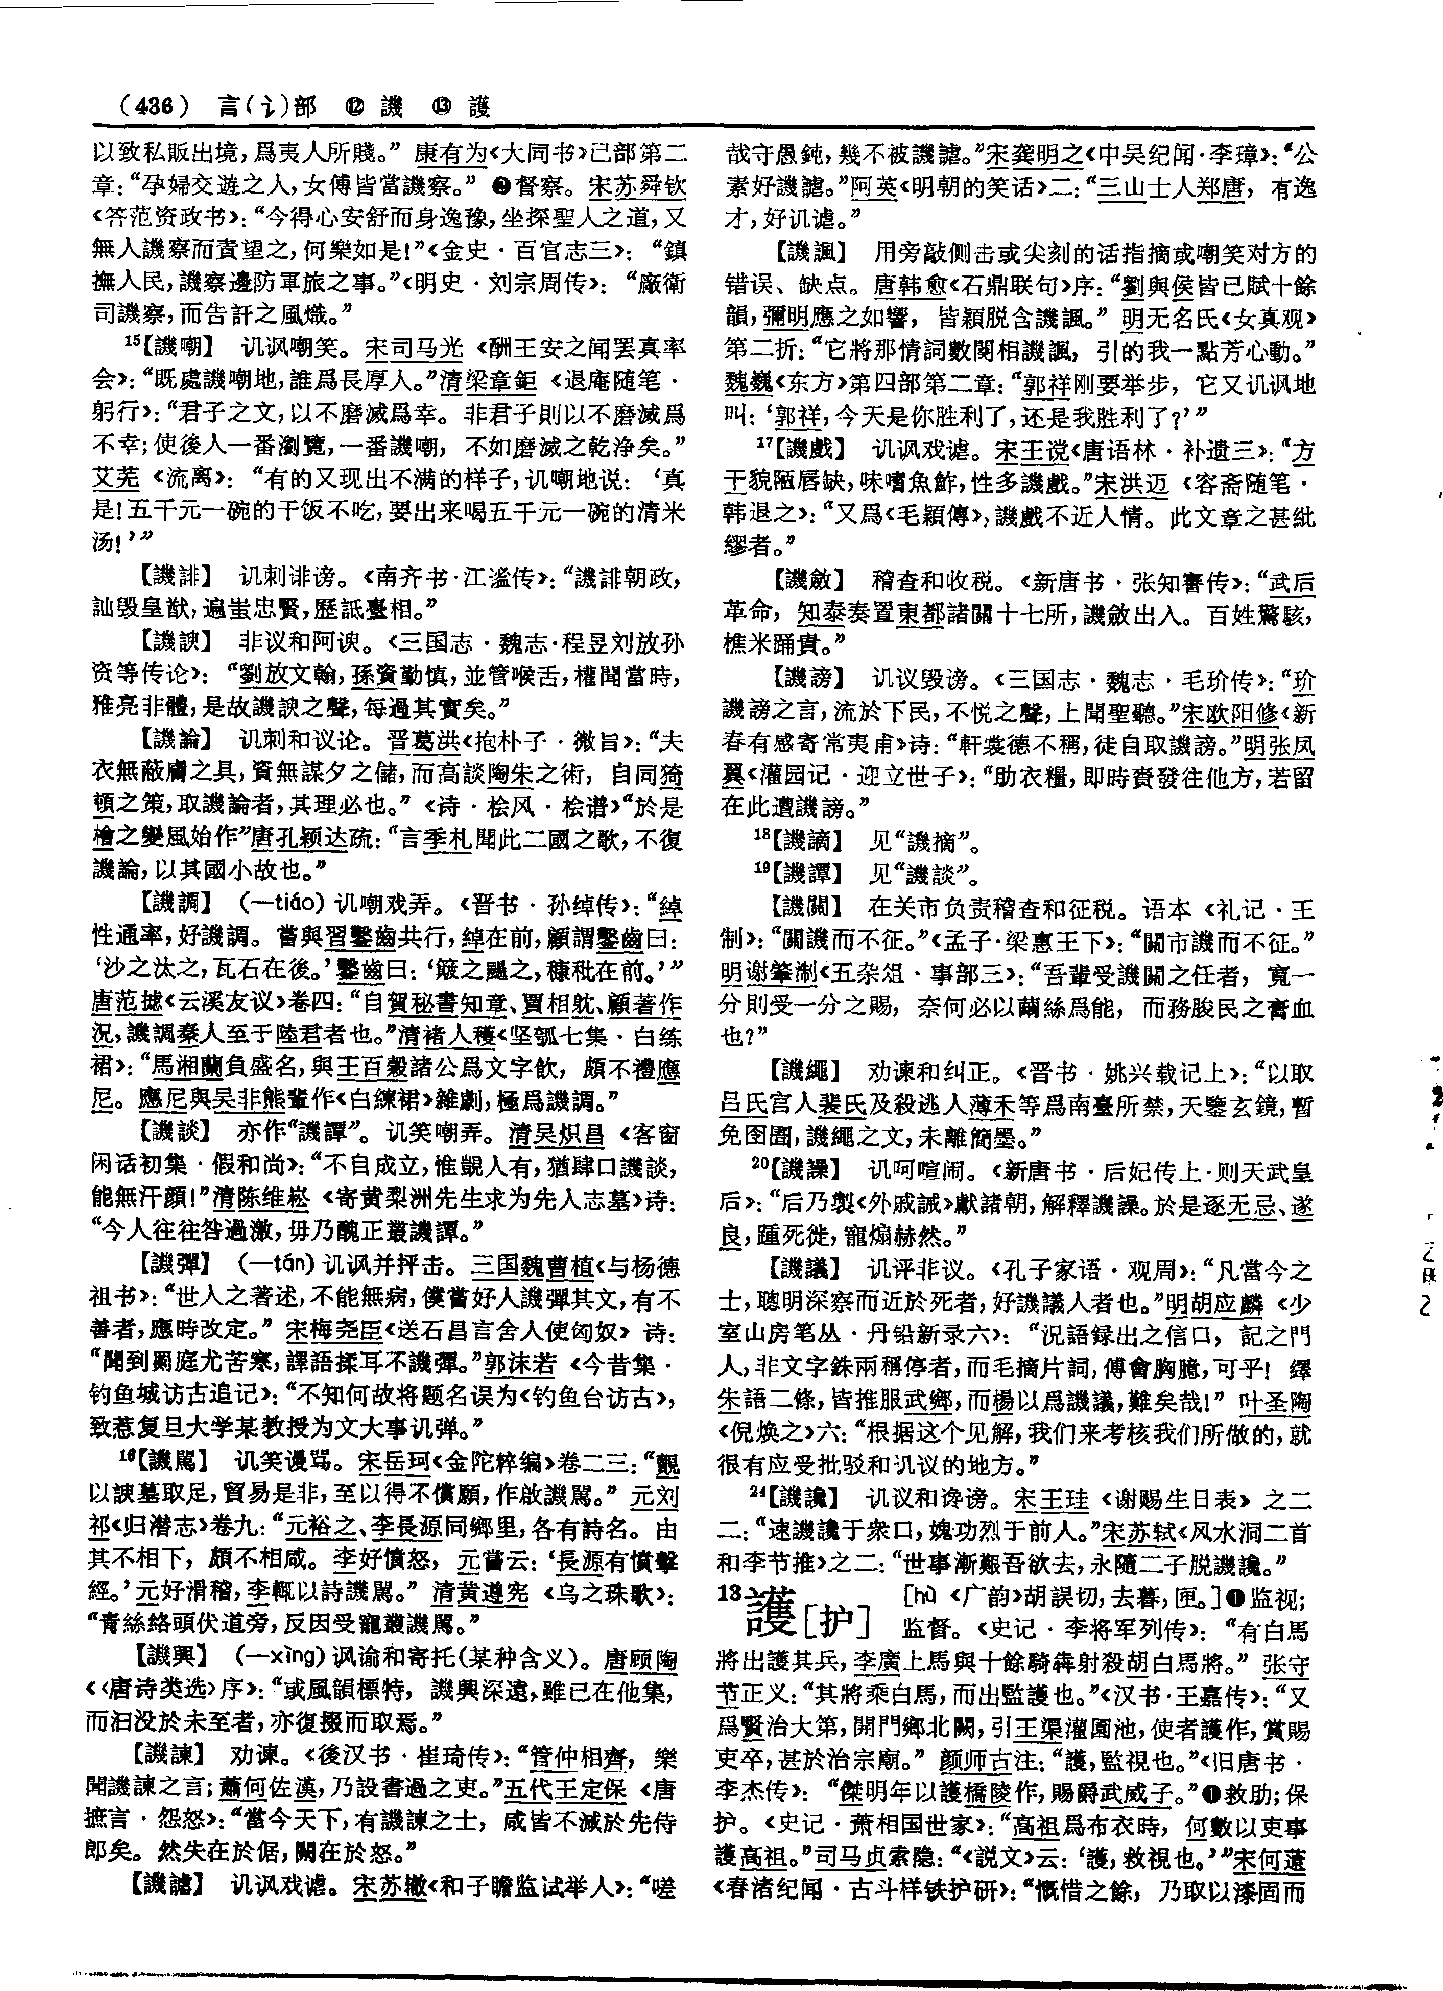 （436） 言(讠)部 ⑫ 譏 ⑬ 護
以致私販出境，爲夷人所賤。” 康有为《大同书》己部第二
章：“孕婦交遊之人，女傅皆當譏察。” ❷督察。宋苏舜钦
《答范资政书》：“今得心安舒而身逸豫，坐探聖人之道，又
無人譏察而責望之，何樂如是！”《金史·百官志三》：“鎮
撫人民，譏察邊防軍旅之事。”《明史·刘宗周传》：“廠衛
司譏察，而告訐之風熾。”
15【譏嘲】 讥讽嘲笑。宋司马光《酬王安之闻罢真率
会》：“既處譏嘲地，誰爲長厚人。”清梁章鉅《退庵随笔·
躬行》：“君子之文，以不磨滅爲幸。非君子則以不磨滅爲
不幸；使後人一番瀏覽，一番譏嘲，不如磨滅之乾浄矣。”
艾芜《流离》：“有的又现出不满的样子，讥嘲地说：‘真
是！五千元一碗的干饭不吃，要出来喝五千元一碗的清米
汤！’”
【譏誹】 讥刺诽谤。《南齐书·江谧传》：“譏誹朝政，
訕毁皇猷，遍蚩忠賢，歷詆臺相。”
【譏諛】 非议和阿谀。《三国志·魏志·程昱刘放孙
资等传论》：“劉放文翰，孫資勤慎，並管喉舌，權聞當時，
雅亮非體，是故譏諛之聲，每過其實矣。”
【譏論】 讥刺和议论。晋葛洪《抱朴子·微旨》：“夫
衣無蔽膚之具，資無謀夕之儲，而高談陶朱之術，自同猗
頓之策，取譏論者，其理必也。”《诗·桧风·桧谱》“於是
檜之變風始作”唐孔颖达疏：“言季札聞此二國之歌，不復
譏論，以其國小故也。”
【譏調】 （—tiáo）讥嘲戏弄。《晋书·孙绰传》：“綽
性通率，好譏調。嘗與習鑿齒共行，綽在前，顧謂鑿齒曰：
‘沙之汰之，瓦石在後。’鑿齒曰：‘簸之颺之，糠秕在前。’”
唐范摅《云溪友议》卷四：“自賀秘書知章、賈相躭、顧著作
況，譏調秦人至于陸君者也。”清褚人穫《坚瓠七集·白练
裙》：“馬湘蘭負盛名，與王百穀諸公爲文字飲，頗不禮應
尼。應尼與吴非熊輩作《白練裙》雜劇，極爲譏調。”
【譏談】 亦作“譏譚”。讥笑嘲弄。清吴炽昌《客窗
闲话初集·假和尚》：“不自成立，惟覬人有，猶肆口譏談，
能無汗顔！”清陈维崧《寄黄梨洲先生求为先人志墓》诗：
“今人往往咎過激，毋乃醜正叢譏譚。”
【譏彈】 （—tán）讥讽并抨击。三国魏曹植《与杨德
祖书》：“世人之著述，不能無病，僕嘗好人譏彈其文，有不
善者，應時改定。” 宋梅尧臣《送石昌言舍人使匈奴》诗：
“聞到罽庭尤苦寒，譯語揉耳不譏彈。”郭沫若《今昔集·
钓鱼城访古追记》：“不知何故将题名误为《钓鱼台访古》，
致惹复旦大学某教授为文大事讥弹。”
16【譏罵】 讥笑谩骂。宋岳珂《金陀粹编》卷二三：“覿
以諛墓取足，貿易是非，至以得不償願，作啟譏罵。” 元刘
祁《归潜志》卷九：“元裕之、李長源同鄉里，各有詩名。由
其不相下，頗不相咸。李好憤怒，元嘗云：‘長源有憤擊
經。’元好滑稽，李輒以詩譏罵。” 清黄遵宪《乌之珠歌》：
“青絲絡頭伏道旁，反因受寵叢譏罵。”
【譏興】 （—xìng）讽谕和寄托（某种含义）。唐顾陶
《〈唐诗类选〉序》：“或風韻標特，譏興深遠，雖已在他集，
而汩没於未至者，亦復掇而取焉。”
【譏諫】 劝谏。《後汉书·崔琦传》：“管仲相齊，樂
聞譏諫之言；蕭何佐漢，乃設書過之吏。”五代王定保《唐
摭言·怨怒》：“當今天下，有譏諫之士，咸皆不減於先侍
郎矣。然失在於倨，闕在於怒。”
【譏謔】 讥讽戏谑。宋苏辙《和子瞻监试举人》：“嗟
哉守愚鈍，幾不被譏謔。”宋龚明之《中吴纪闻·李璋》：“公
素好譏謔。”阿英《明朝的笑话》二：“三山士人郑唐，有逸
才，好讥谑。”
【譏諷】 用旁敲侧击或尖刻的话指摘或嘲笑对方的
错误、缺点。唐韩愈《石鼎联句》序：“劉與侯皆已賦十餘
韻，彌明應之如響，皆穎脱含譏諷。” 明无名氏《女真观》
第二折：“它將那情詞數闋相譏諷，引的我一點芳心動。”
魏巍《东方》第四部第二章：“郭祥刚要举步，它又讥讽地
叫：‘郭祥，今天是你胜利了，还是我胜利了？’”
17【譏戲】 讥讽戏谑。宋王谠《唐语林·补遗三》：“方
干貌陋唇缺，味嗜魚鮓，性多譏戲。”宋洪迈《容斋随笔·
韩退之》：“又爲《毛穎傳》，譏戲不近人情。此文章之甚紕
繆者。”
【譏斂】 稽查和收税。《新唐书·张知謇传》：“武后
革命，知泰奏置東都諸關十七所，譏斂出入。百姓驚駭，
樵米踊貴。”
【譏謗】 讥议毁谤。《三国志·魏志·毛玠传》：“玠
譏謗之言，流於下民，不悦之聲，上聞聖聽。”宋欧阳修《新
春有感寄常夷甫》诗：“軒裳德不稱，徒自取譏謗。”明张凤
翼《灌园记·迎立世子》：“助衣糧，即時賫發往他方，若留
在此遭譏謗。”
18【譏謫】 见“譏摘”。
19【譏譚】 见“譏談”。
【譏關】 在关市负责稽查和征税。语本《礼记·王
制》：“關譏而不征。”《孟子·梁惠王下》：“關市譏而不征。”
明谢肇淛《五杂俎·事部三》：“吾輩受譏關之任者，寬一
分則受一分之賜，奈何必以繭絲爲能，而務朘民之膏血
也？”
【譏繩】 劝谏和纠正。《晋书·姚兴载记上》：“以取
吕氏宫人裴氏及殺逃人薄禾等爲南臺所禁，天鑒玄鏡，暫
免囹圄，譏繩之文，未離簡墨。”
20【譏譟】 讥呵喧闹。《新唐书·后妃传上·则天武皇
后》：“后乃製《外戚誡》獻諸朝，解釋譏譟。於是逐无忌、遂
良，踵死徙，寵煽赫然。”
【譏議】 讥评非议。《孔子家语·观周》：“凡當今之
士，聰明深察而近於死者，好譏議人者也。”明胡应麟《少
室山房笔丛·丹铅新录六》：“況語録出之信口，記之門
人，非文字銖兩稱停者，而毛摘片詞，傅會胸臆，可乎！繹
朱語二條，皆推服武鄉，而楊以爲譏議，難矣哉！” 叶圣陶
《倪焕之》六：“根据这个见解，我们来考核我们所做的，就
很有应受批驳和讥议的地方。”
24【譏讒】 讥议和谗谤。宋王珪《谢赐生日表》之二
二：“速譏讒于衆口，媿功烈于前人。”宋苏轼《风水洞二首
和李节推》之二：“世事漸艱吾欲去，永隨二子脱譏讒。”
13護[护] [hù《广韵》胡誤切，去暮，匣。]❶监视；
监督。《史记·李将军列传》：“有白馬
將出護其兵，李廣上馬與十餘騎犇射殺胡白馬將。” 张守
节正义：“其將乘白馬，而出監護也。”《汉书·王嘉传》：“又
爲賢治大第，開門鄉北闕，引王渠灌園池，使者護作，賞賜
吏卒，甚於治宗廟。” 颜师古注：“護，監視也。”《旧唐书·
李杰传》：“傑明年以護橋陵作，賜爵武威子。”❶救助；保
护。《史记·萧相国世家》：“高祖爲布衣時，何數以吏事
護高祖。”司马贞索隐：“《説文》云：‘護，救視也。’”宋何薳
《春渚纪闻·古斗样铁护研》：“慨惜之餘，乃取以漆固而